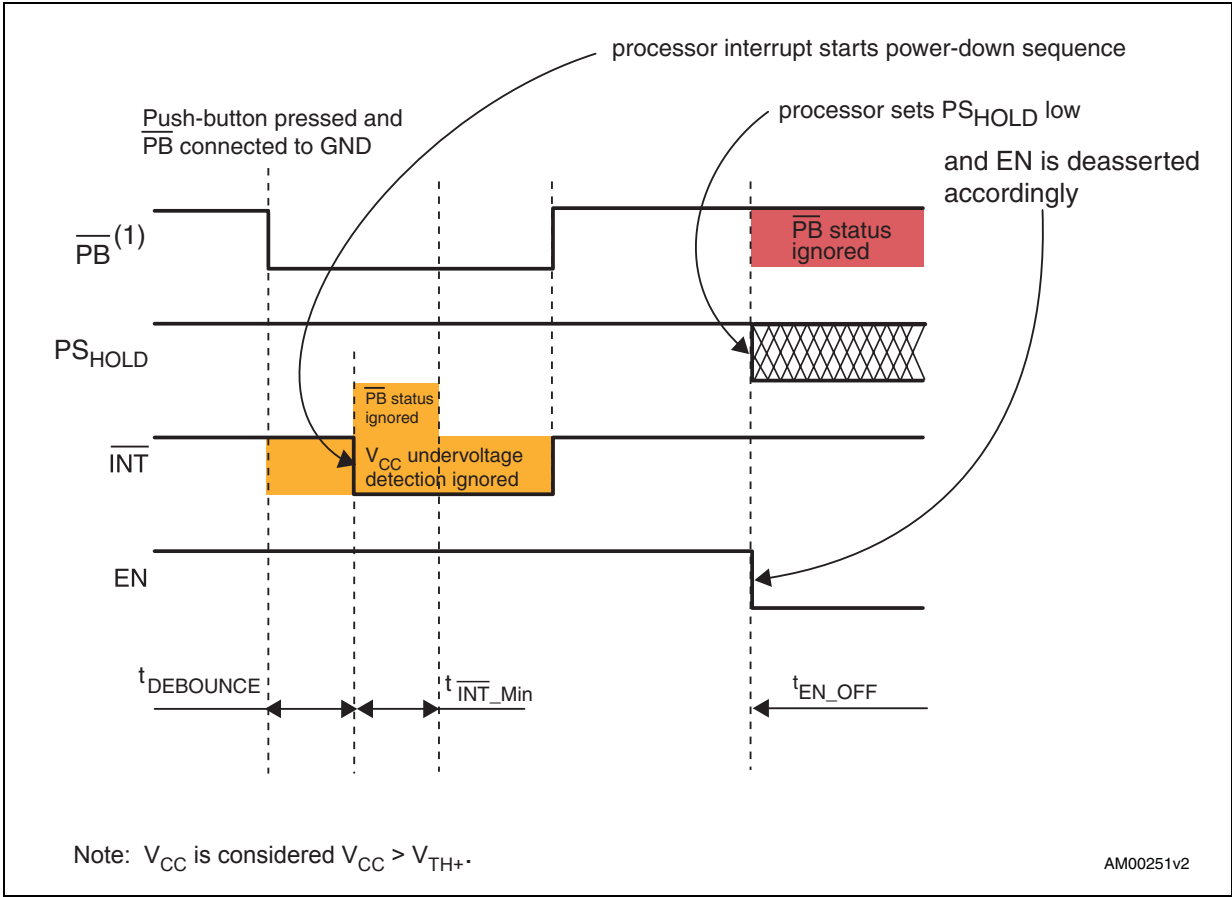 processor interrupt starts power-down sequence
processor sets PSHOLD low
Push-button pressed and
PB connected to GND
and EN is deasserted
accordingly
PB(1)
PB status
ignored
PSHOLD
PB status
ignored
INT
VCC undervoltage
detection ignored
EN
tDEBOUNCE
tINT_Min
tEN_OFF
Note: VCC is considered VCC > VTH+.
AM00251v2